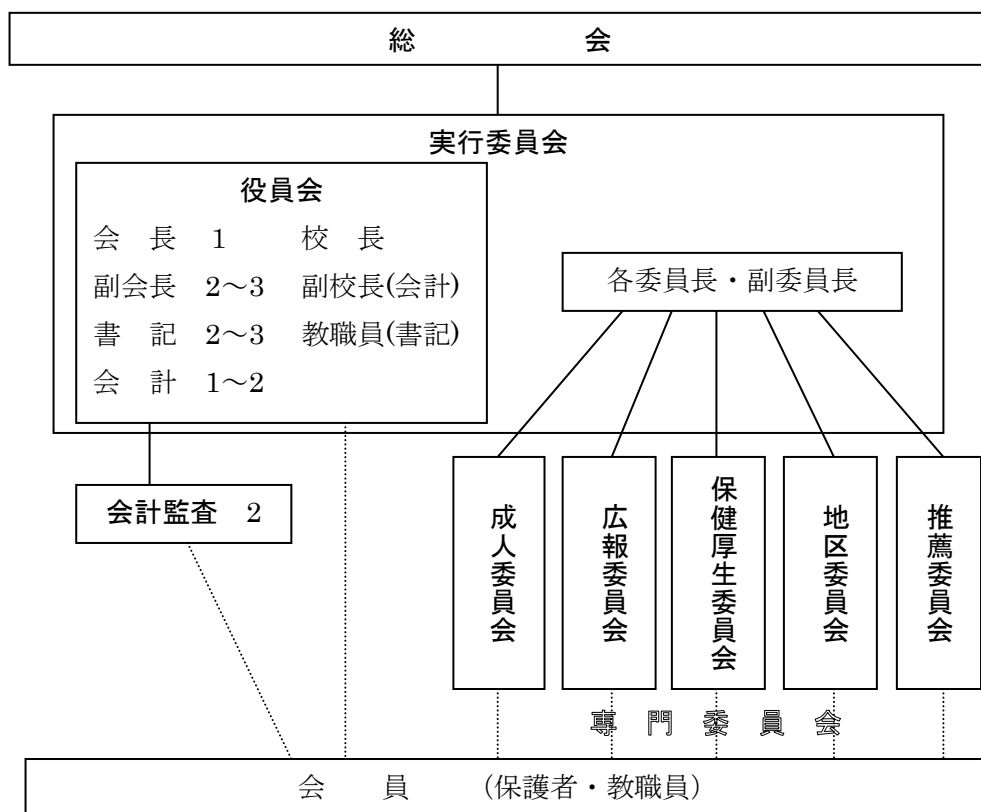 総　会
実行委員会
役員会
会　長　1　校　長
副会長　2～3　副校長(会計)
書　記　2～3　教職員(書記)
会　計　1～2
各委員長・副委員長
会計監査　2
成人委員会
広報委員会
保健厚生委員会
地区委員会
推薦委員会
専門委員会
会　員　（保護者・教職員）